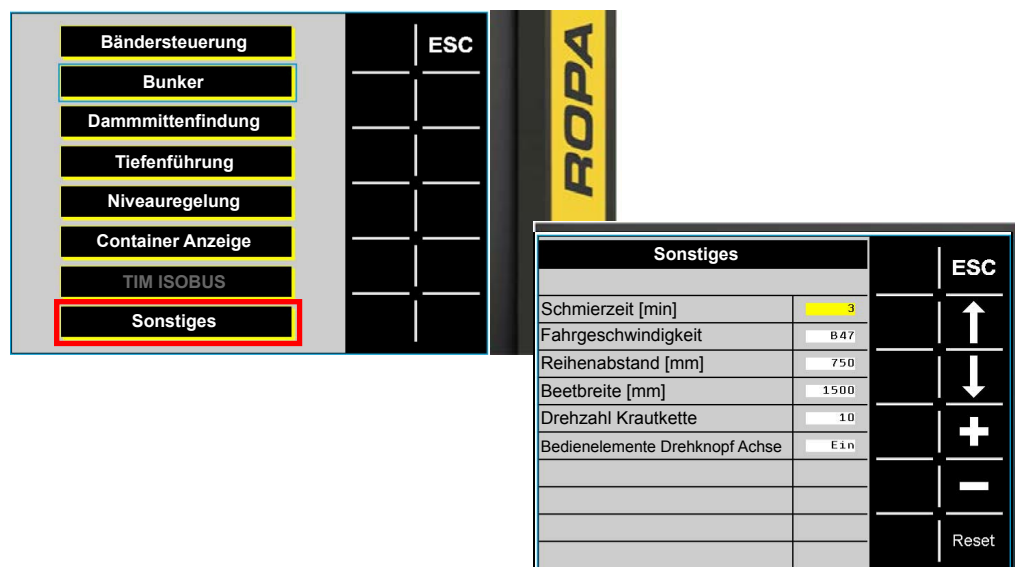 Bändersteuerung
ESC
Bunker
Dammmittenfindung
Tiefenführung
Niveauregelung
Container Anzeige
TIM ISOBUS
Sonstiges
ROPA
Sonstiges
ESC
Schmierzeit [min] 3
Fahrgeschwindigkeit B47
Reihenabstand [mm] 750
Beetbreite [mm] 1500
Drehzahl Krautkette 10
Bedienelemente Drehknopf Achse Ein
Reset